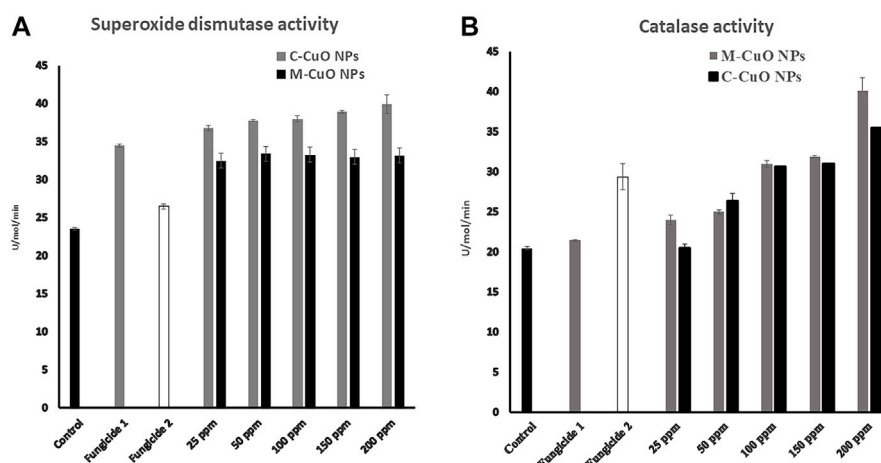 A
Superoxide dismutase activity
C-CuO NPs
M-CuO NPs
45
40
35
30
25
20
15
10
5
0
U/mol/min
Control
Fungicide 1
Fungicide 2
25 ppm
50 ppm
100 ppm
150 ppm
200 ppm
B
Catalase activity
M-CuO NPs
C-CuO NPs
45
40
35
30
25
20
15
10
5
0
U/mol/min
Control
Fungicide 1
Fungicide 2
25 ppm
50 ppm
100 ppm
150 ppm
200 ppm